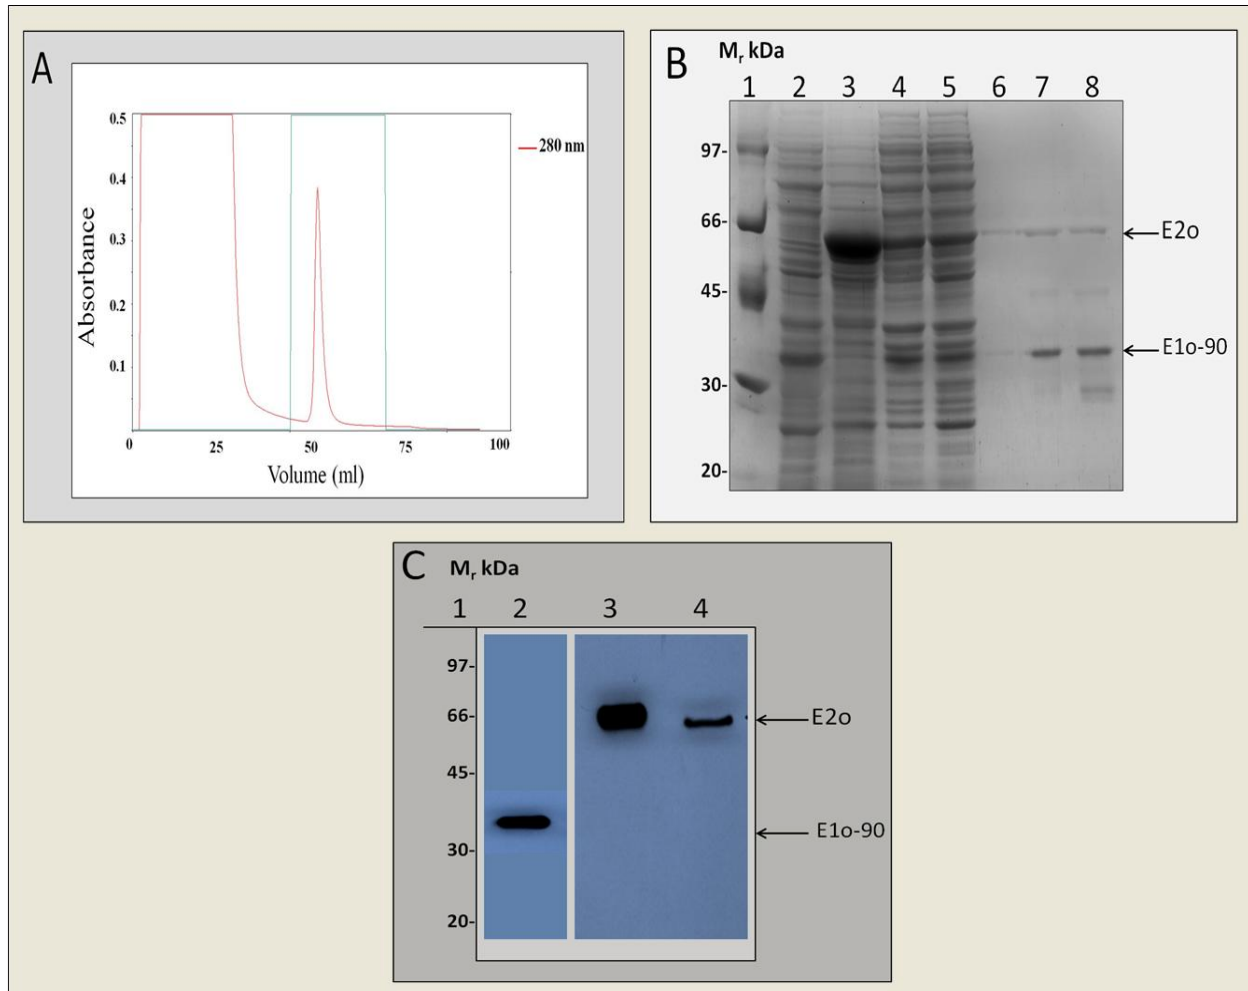 A
0.5
0.4
0.3
0.2
0.1
0 25 50 75 100
Absorbance
Volume (ml)
280 nm
B
Mr kDa
1 2 3 4 5 6 7 8
97-
66-
45-
30-
20-
E2o
E1o-90
C
Mr kDa
1 2 3 4
97-
66-
45-
30-
20-
E2o
E1o-90